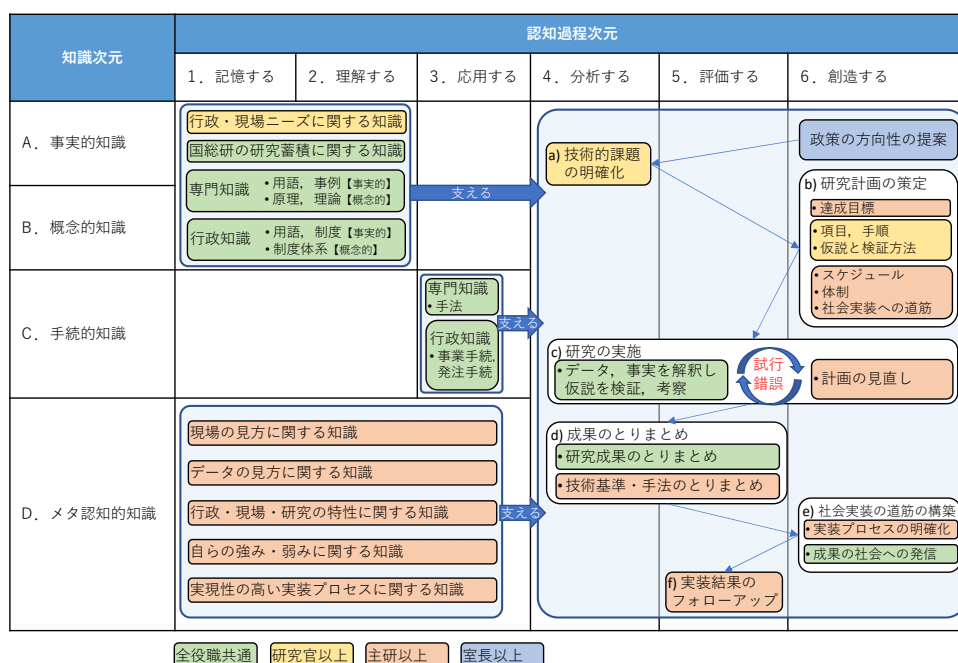 知識次元
認知過程次元
1．記憶する
2．理解する
3．応用する
4．分析する
5．評価する
6．創造する
A．事実的知識
B．概念的知識
C．手続的知識
D．メタ認知的知識
行政・現場ニーズに関する知識
国総研の研究蓄積に関する知識
専門知識
・用語，事例【事実的】
・原理，理論【概念的】
行政知識
・用語，制度【事実的】
・制度体系【概念的】
支える
専門知識
・手法
行政知識
・事業手続，
発注手続
支える
現場の見方に関する知識
データの見方に関する知識
行政・現場・研究の特性に関する知識
自らの強み・弱みに関する知識
実現性の高い実装プロセスに関する知識
支える
政策の方向性の提案
a) 技術的課題
の明確化
b) 研究計画の策定
・達成目標
・項目，手順
・仮説と検証方法
・スケジュール
・体制
・社会実装への道筋
c) 研究の実施
・データ，事実を解釈し
仮説を検証，考察
試行
錯誤
・計画の見直し
d) 成果のとりまとめ
・研究成果のとりまとめ
・技術基準・手法のとりまとめ
e) 社会実装の道筋の構築
・実装プロセスの明確化
・成果の社会への発信
f) 実装結果の
フォローアップ
全役職共通
研究官以上
主研以上
室長以上